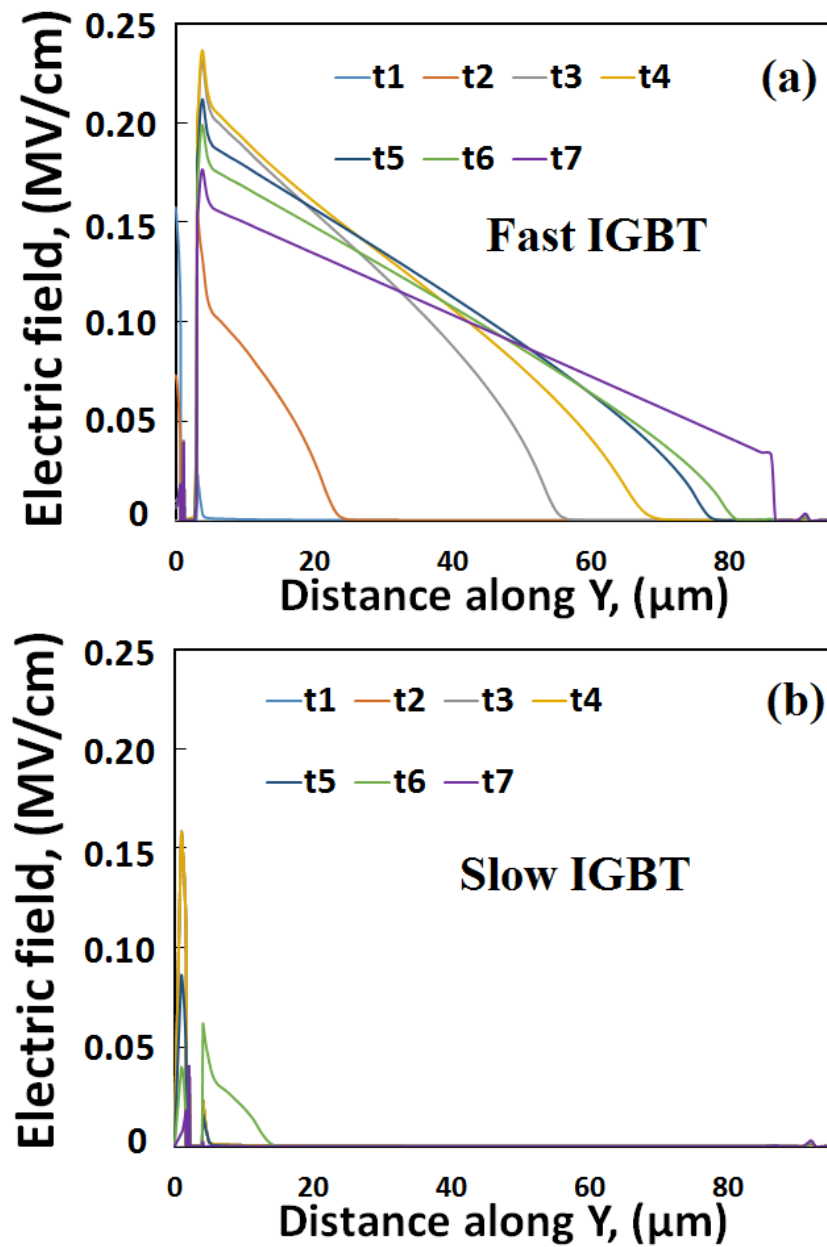 Electric field, (MV/cm)
0.25
0.20
0.15
0.10
0.05
0
t1 t2 t3 t4
t5 t6 t7
(a)
Fast IGBT
0 20 40 60 80
Distance along Y, (μm)
Electric field, (MV/cm)
0.25
0.20
0.15
0.10
0.05
0
t1 t2 t3 t4
t5 t6 t7
(b)
Slow IGBT
0 20 40 60 80
Distance along Y, (μm)